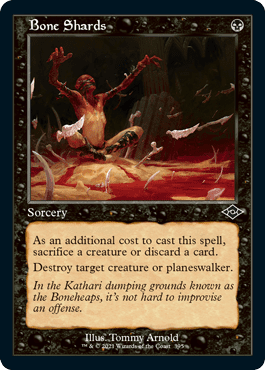 Bone Shards
Sorcery
As an additional cost to cast this spell,
sacrifice a creature or discard a card.
Destroy target creature or planeswalker.
In the Kathari dumping grounds known as
the Boneheaps, it's not hard to improvise
an offense.
Illus. Tommy Arnold
™ & © 2021 Wizards of the Coast 395